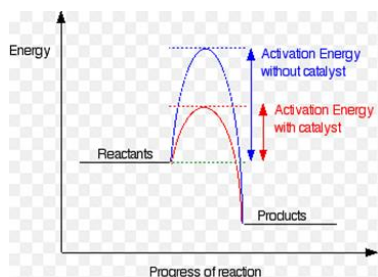 Energy
Activation Energy
without catalyst
Activation Energy
with catalyst
Reactants
Products
Progress of reaction